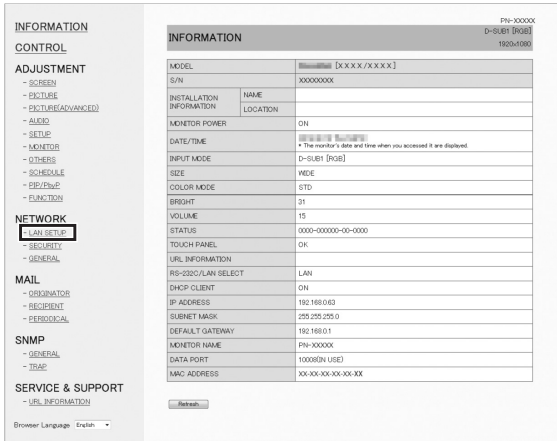 INFORMATION
CONTROL
ADJUSTMENT
- SCREEN
- PICTURE
- PICTURE(ADVANCED)
- AUDIO
- SETUP
- MONITOR
- OTHERS
- SCHEDULE
- PIP/PbyP
- FUNCTION
NETWORK
- LAN SETUP
- SECURITY
- GENERAL
MAIL
- ORIGINATOR
- RECIPIENT
- PERIODICAL
SNMP
- GENERAL
- TRAP
SERVICE & SUPPORT
- URL INFORMATION
Browser Language English
PN-XXXXX
INFORMATION D-SUB1 [RGB]
1920x1080
MODEL [XXXX/XXXX]
S/N XXXXXXXX
INSTALLATION INFORMATION NAME
LOCATION
MONITOR POWER ON
DATE/TIME
* The monitor's date and time when you accessed it are displayed.
INPUT MODE D-SUB1 [RGB]
SIZE WIDE
COLOR MODE STD
BRIGHT 31
VOLUME 15
STATUS 0000-000000-00-0000
TOUCH PANEL OK
URL INFORMATION
RS-232C/LAN SELECT LAN
DHCP CLIENT ON
IP ADDRESS 192.168.0.63
SUBNET MASK 255.255.255.0
DEFAULT GATEWAY 192.168.0.1
MONITOR NAME PN-XXXXX
DATA PORT 10008(IN USE)
MAC ADDRESS XX-XX-XX-XX-XX-XX
Refresh